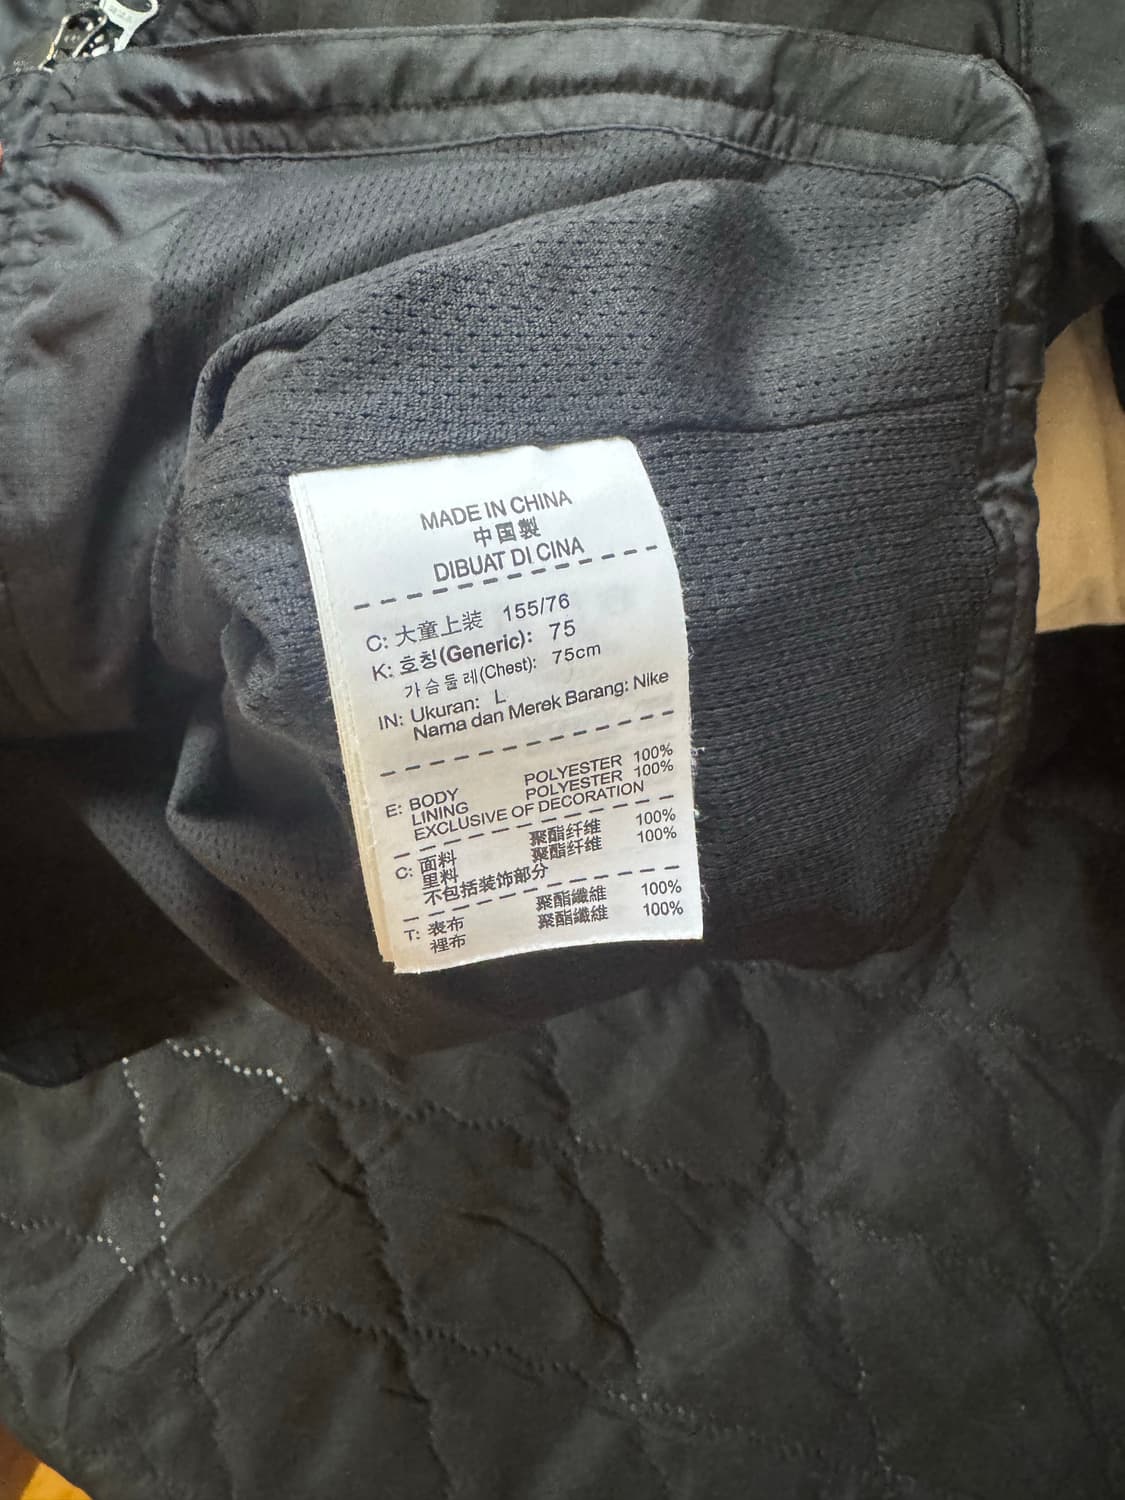 MADE IN CHINA
中国製
DIBUAT DI CINA
C: 大童上装 155/76
K: 호칭(Generic): 75
가슴둘레(Chest): 75cm
IN: Ukuran: L
Nama dan Merek Barang: Nike
E: BODY POLYESTER 100%
LINING POLYESTER 100%
EXCLUSIVE OF DECORATION
C: 面料 聚酯纤维 100%
里料 聚酯纤维 100%
不包括装饰部分
T: 表布 聚酯纖維 100%
裡布 聚酯纖維 100%